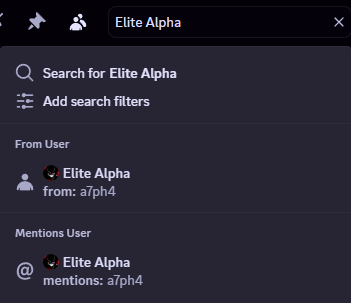 Elite Alpha
Search for Elite Alpha
Add search filters
From User
Elite Alpha
from: a7ph4
Mentions User
@ Elite Alpha
mentions: a7ph4